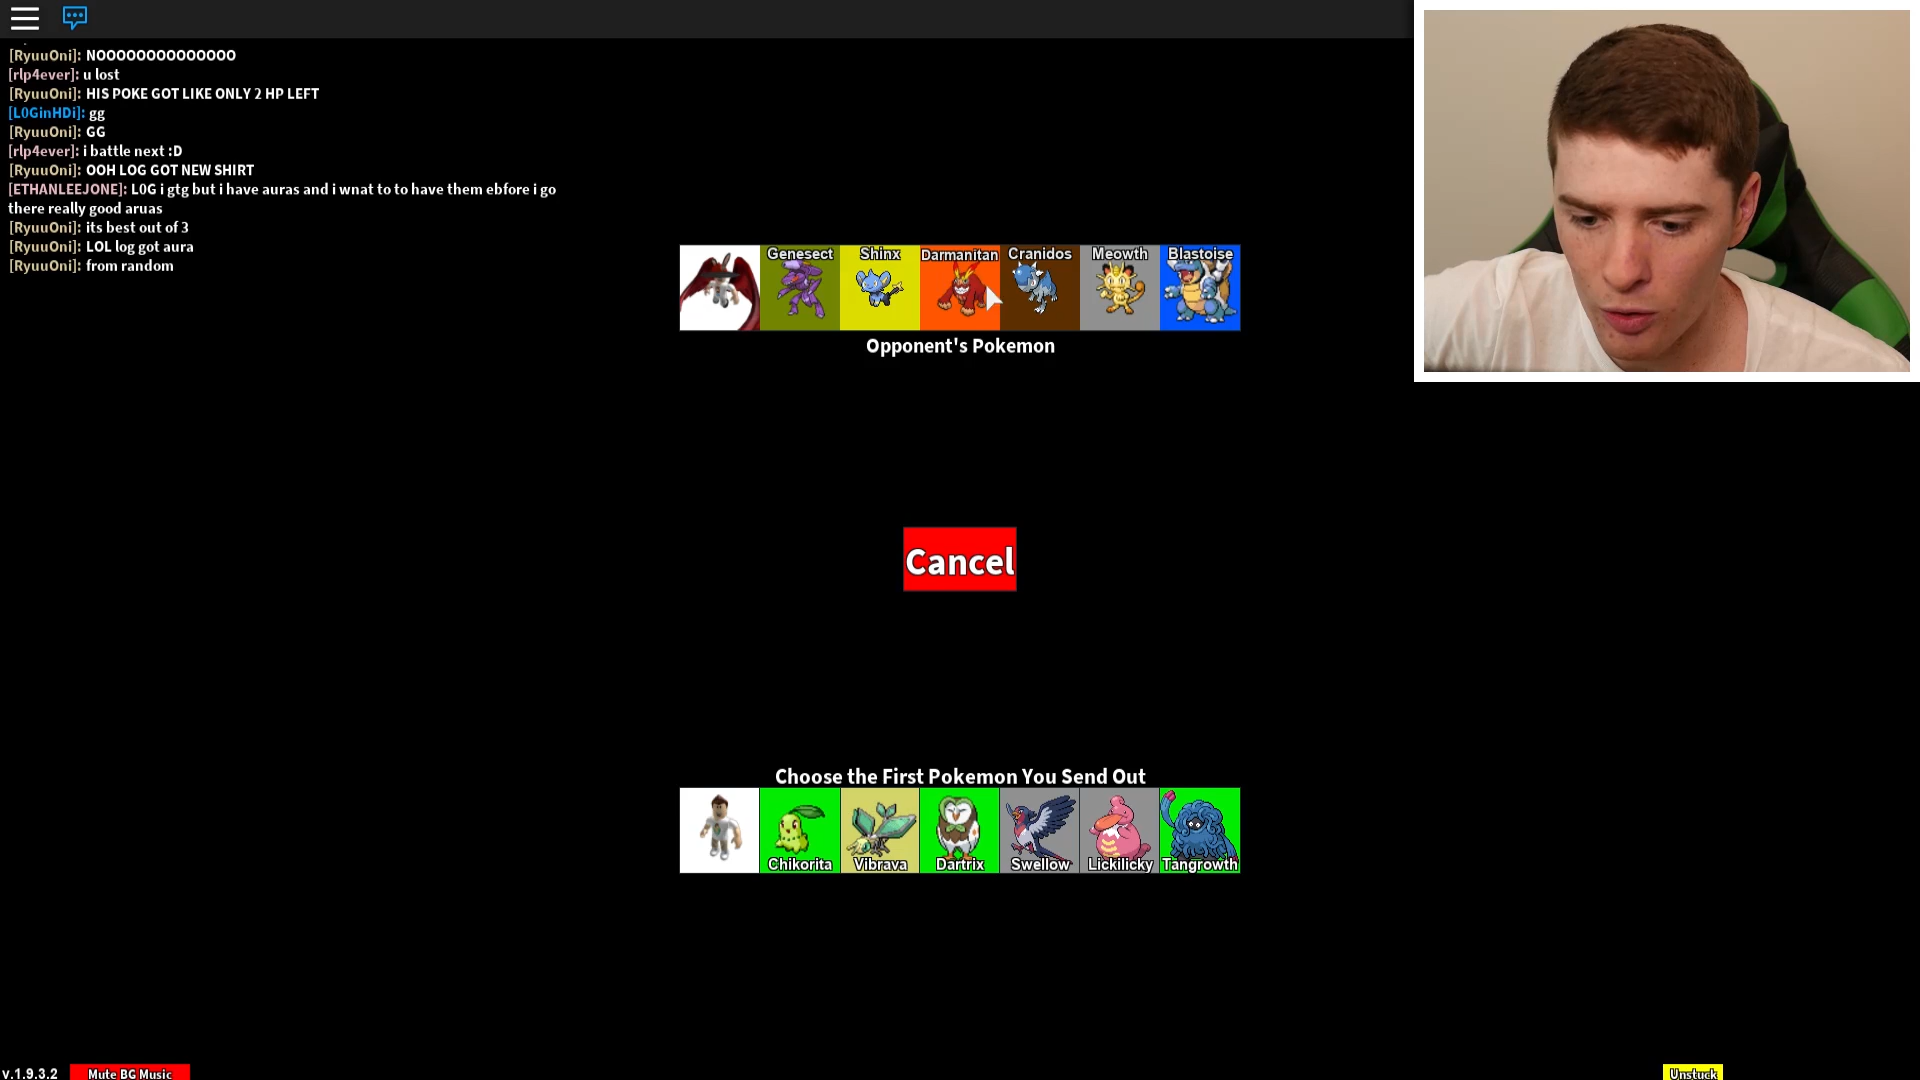 [RyuuOni]: NOOOOOOOOOOOOOO
[rlp4ever]: u lost
[RyuuOni]: HIS POKE GOT LIKE ONLY 2 HP LEFT
[L0GinHDi]: gg
[RyuuOni]: GG
[rlp4ever]: i battle next :D
[RyuuOni]: OOH LOG GOT NEW SHIRT
[ETHANLEEJONE]: L0G i gtg but i have auras and i wnat to to have them ebfore i go
there really good aruas
[RyuuOni]: its best out of 3
[RyuuOni]: LOL log got aura
[RyuuOni]: from random
Genesect Shinx Darmanitan Cranidos Meowth Blastoise
Opponent's Pokemon
Cancel
Choose the First Pokemon You Send Out
Chikorita Vibrava Dartrix Swellow Lickilicky Tangrowth
v.1.9.3.2 Mute BG Music Unstuck